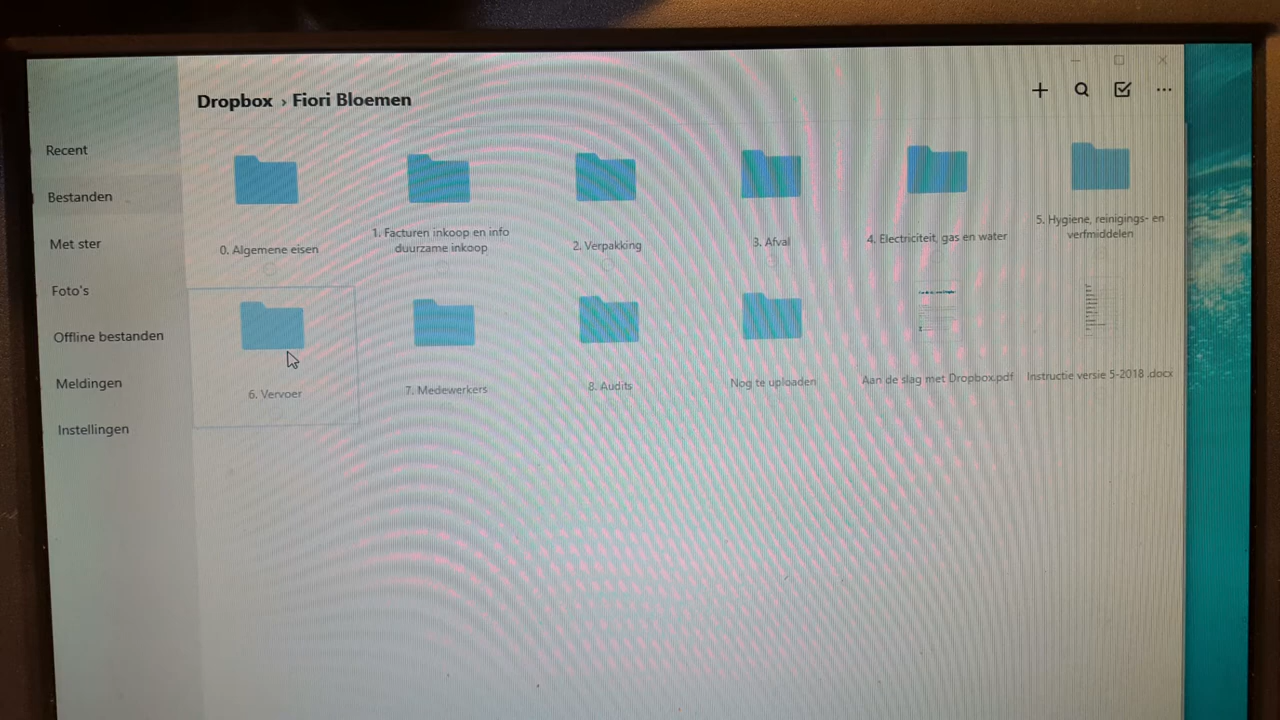 Dropbox › Fiori Bloemen
Recent
Bestanden
Met ster
Foto's
Offline bestanden
Meldingen
Instellingen
0. Algemene eisen
1. Facturen inkoop en info
duurzame inkoop
2. Verpakking
3. Afval
4. Electriciteit, gas en water
5. Hygiene, reinigings- en
verfmiddelen
6. Vervoer
7. Medewerkers
8. Audits
Nog te uploaden
Aan de slag met Dropbox.pdf
Instructie versie 5-2018 .docx